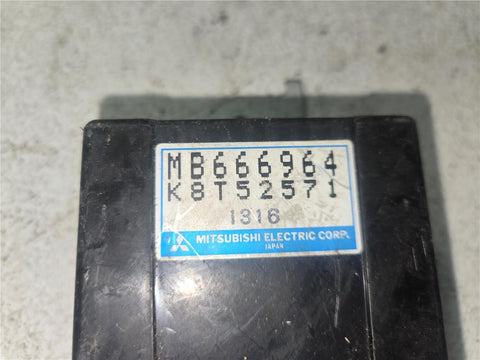 MB666964
K8T52571
1316
MITSUBISHI ELECTRIC CORP.
JAPAN